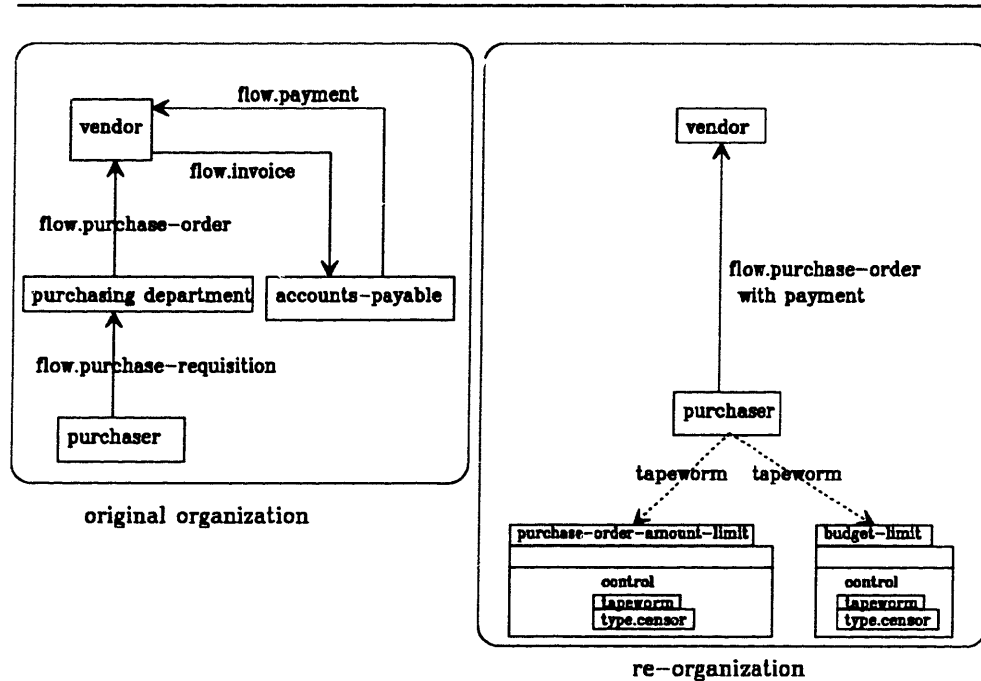 flow.payment
vendor
flow.invoice
flow.purchase-order
purchasing department
accounts-payable
flow.purchase-requisition
purchaser
original organization
vendor
flow.purchase-order
with payment
purchaser
tapeworm
tapeworm
purchase-order-amount-limit
control
tapeworm
type.censor
budget-limit
control
tapeworm
type.censor
re-organization